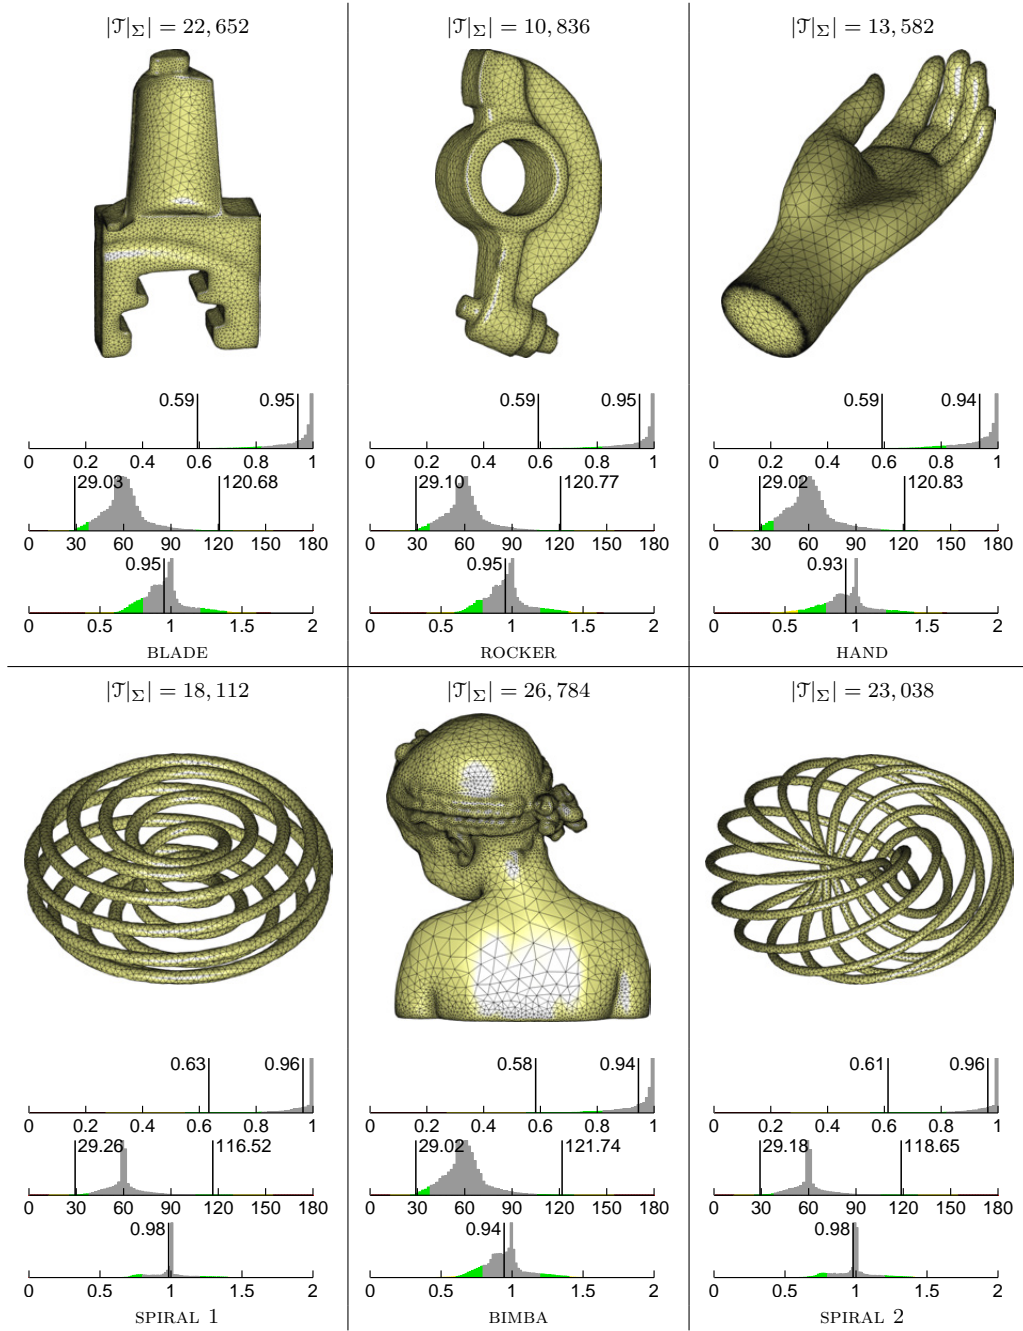 |𝒯|Σ| = 22,652
0.59 0.95
0 0.2 0.4 0.6 0.8 1
29.03 120.68
0 30 60 90 120 150 180
0.95
0 0.5 1 1.5 2
BLADE
|𝒯|Σ| = 10,836
0.59 0.95
0 0.2 0.4 0.6 0.8 1
29.10 120.77
0 30 60 90 120 150 180
0.95
0 0.5 1 1.5 2
ROCKER
|𝒯|Σ| = 13,582
0.59 0.94
0 0.2 0.4 0.6 0.8 1
29.02 120.83
0 30 60 90 120 150 180
0.93
0 0.5 1 1.5 2
HAND
|𝒯|Σ| = 18,112
0.63 0.96
0 0.2 0.4 0.6 0.8 1
29.26 116.52
0 30 60 90 120 150 180
0.98
0 0.5 1 1.5 2
SPIRAL 1
|𝒯|Σ| = 26,784
0.58 0.94
0 0.2 0.4 0.6 0.8 1
29.02 121.74
0 30 60 90 120 150 180
0.94
0 0.5 1 1.5 2
BIMBA
|𝒯|Σ| = 23,038
0.61 0.96
0 0.2 0.4 0.6 0.8 1
29.18 118.65
0 30 60 90 120 150 180
0.98
0 0.5 1 1.5 2
SPIRAL 2